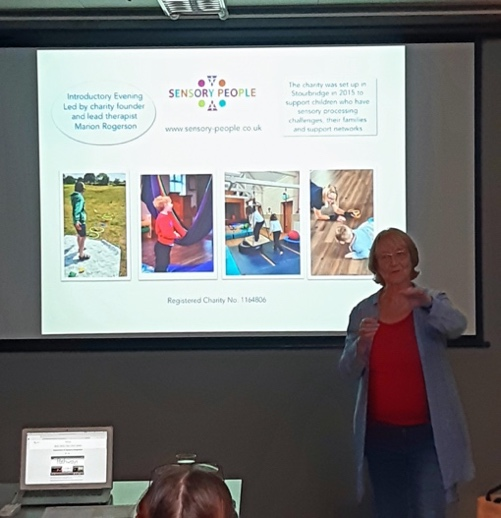 Introductory Evening
Led by charity founder
and lead therapist
Marion Rogerson
SENSORY PEOPLE
www.sensory-people.co.uk
The charity was set up in
Stourbridge in 2015 to
support children who have
sensory processing
challenges, their families
and support networks.
Registered Charity No. 1164806